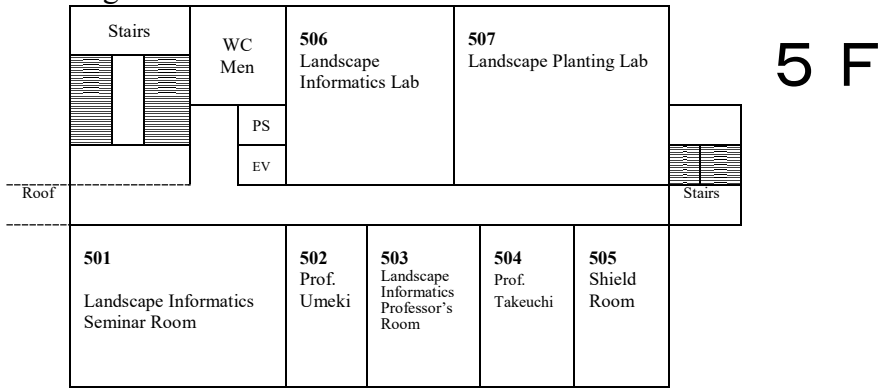 Stairs
WC
Men
506
Landscape
Informatics Lab
507
Landscape Planting Lab
5 F
PS
EV
Roof
Stairs
501
Landscape Informatics
Seminar Room
502
Prof.
Umeki
503
Landscape
Informatics
Professor's
Room
504
Prof.
Takeuchi
505
Shield
Room